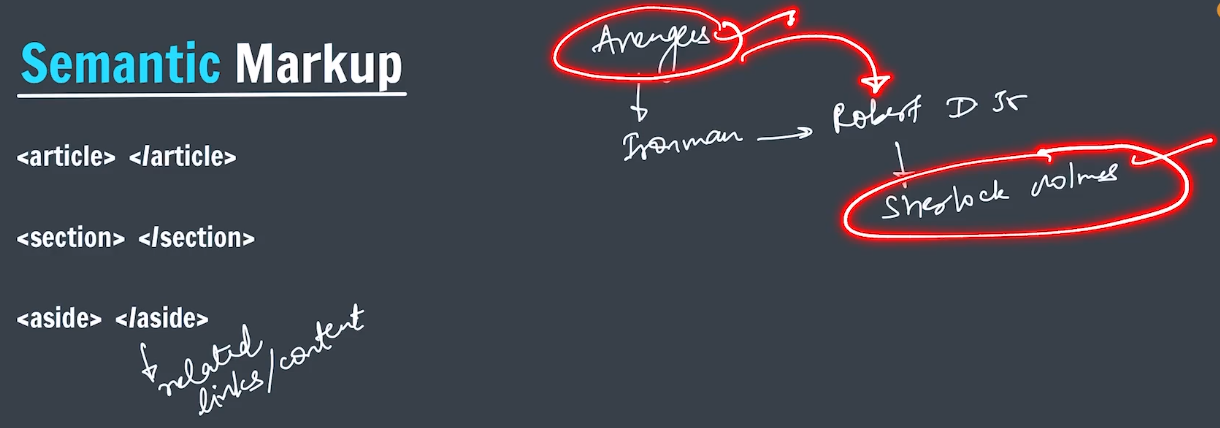 Semantic Markup
<article> </article>
<section> </section>
<aside> </aside>
related
links/content
Avengers
Ironman → Robert D Jr
Sherlock Holmes